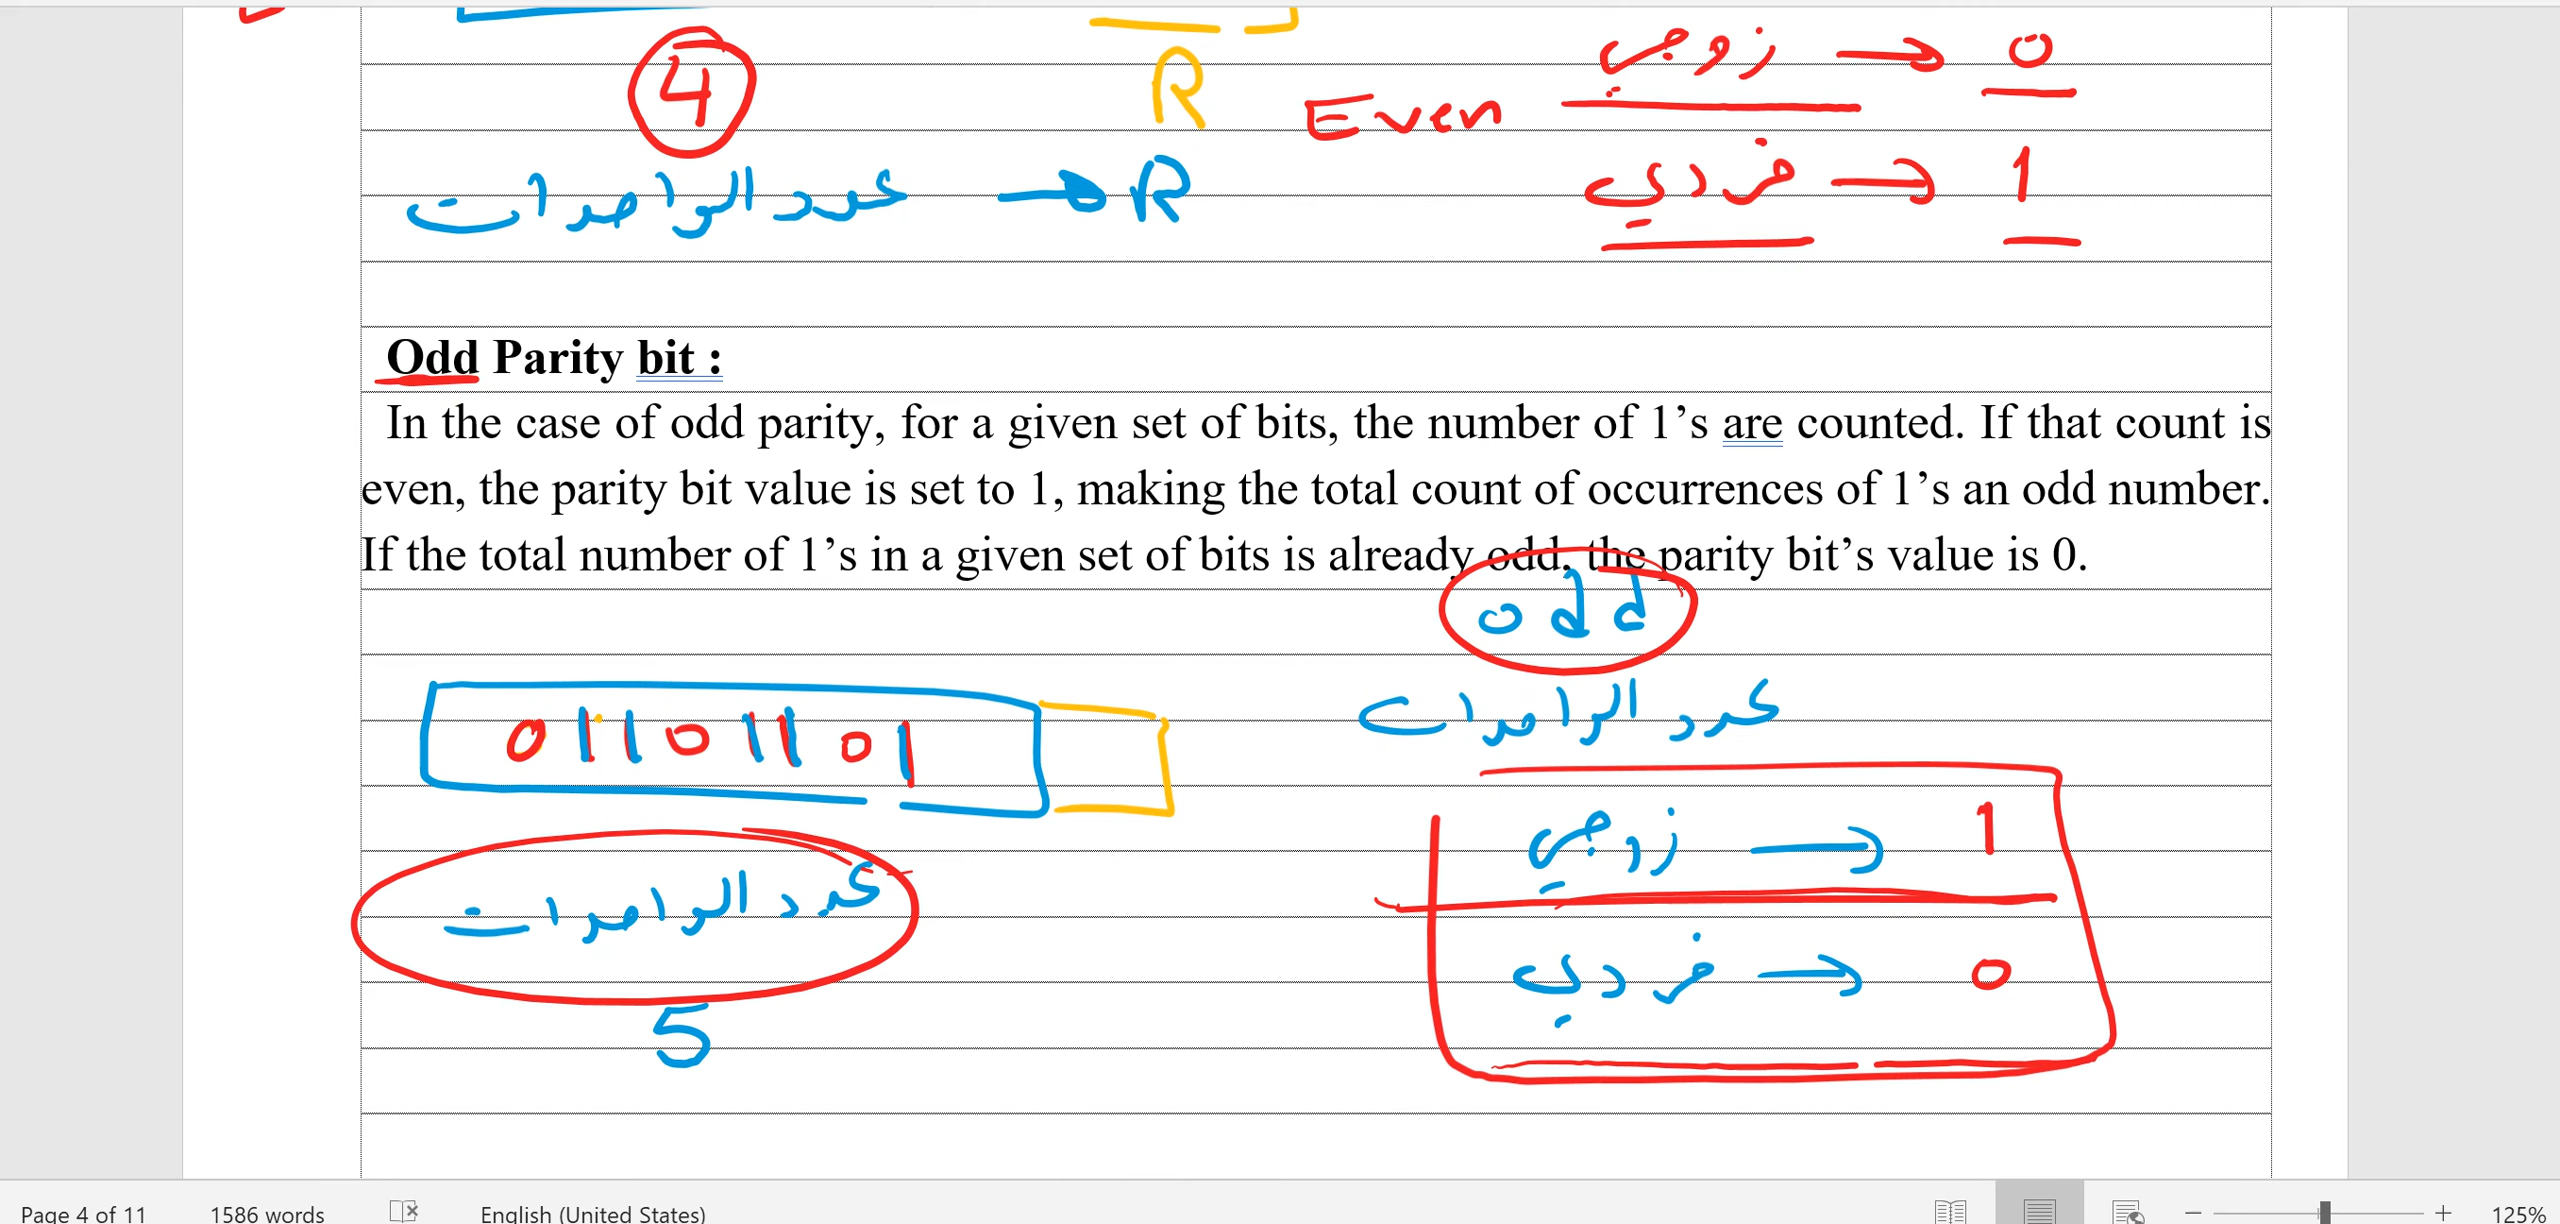 زوجي → 0
4 R Even
فردي → 1
عدد الواحدات → R
Odd Parity bit :
In the case of odd parity, for a given set of bits, the number of 1’s are counted. If that count is
even, the parity bit value is set to 1, making the total count of occurrences of 1’s an odd number.
If the total number of 1’s in a given set of bits is already odd, the parity bit’s value is 0.
odd
عدد الواحدات
01101101
زوجي → 1
عدد الواحدات
فردي → 0
5
Page 4 of 11 1586 words English (United States) 125%